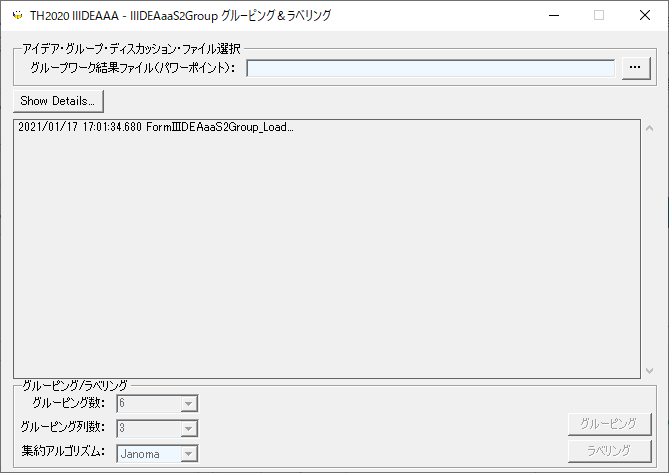 TH2020 IIIDEAAA - IIIDEAaaS2Group グルーピング＆ラベリング
アイデア・グループ・ディスカッション・ファイル選択
グループワーク結果ファイル(パワーポイント):
...
Show Details...
2021/01/17 17:01:34.680 FormIIIDEAaaS2Group_Load...
グルーピング/ラベリング
グルーピング数: 6
グルーピング列数: 3
グルーピング
集約アルゴリズム: Janoma
ラベリング